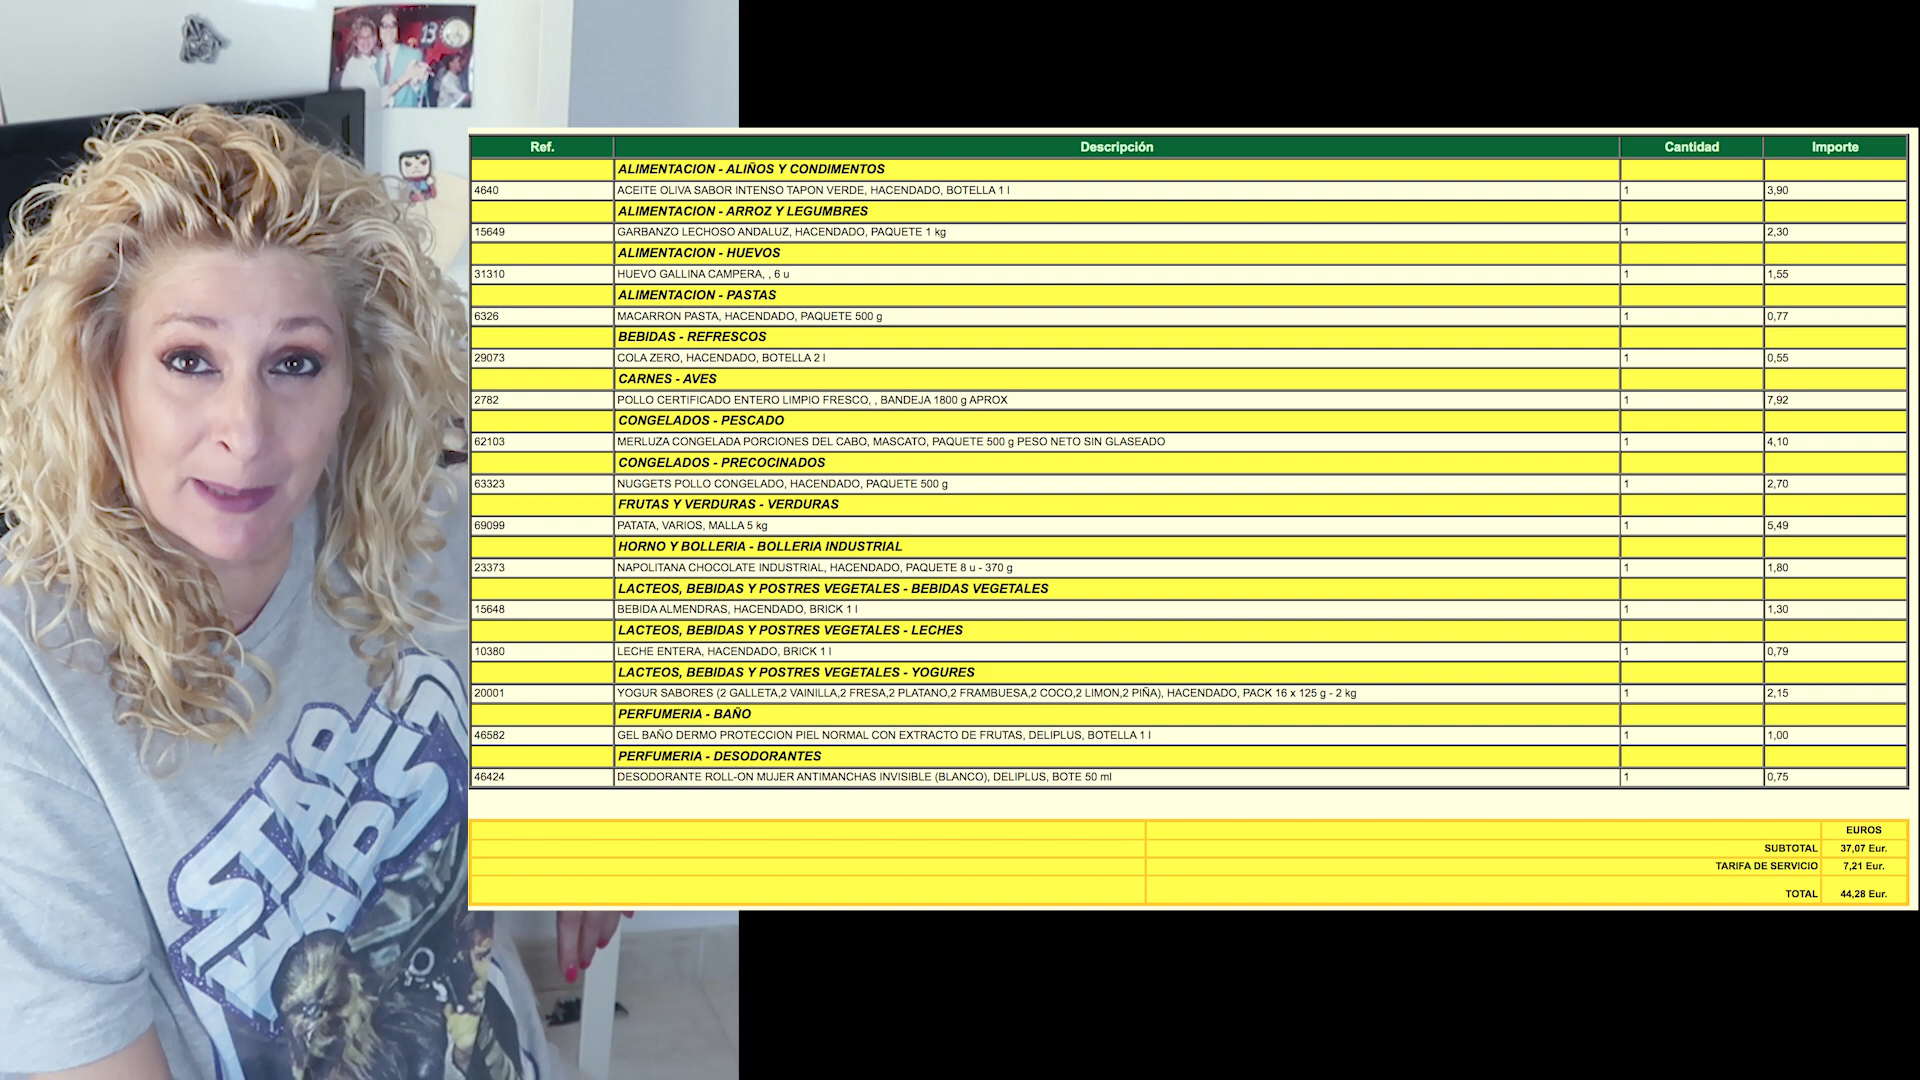 13
STAR
WARS
Ref. Descripción Cantidad Importe
ALIMENTACION - ALIÑOS Y CONDIMENTOS
4640 ACEITE OLIVA SABOR INTENSO TAPON VERDE, HACENDADO, BOTELLA 1 l 1 3,90
ALIMENTACION - ARROZ Y LEGUMBRES
15649 GARBANZO LECHOSO ANDALUZ, HACENDADO, PAQUETE 1 kg 1 2,30
ALIMENTACION - HUEVOS
31310 HUEVO GALLINA CAMPERA, , 6 u 1 1,55
ALIMENTACION - PASTAS
6326 MACARRON PASTA, HACENDADO, PAQUETE 500 g 1 0,77
BEBIDAS - REFRESCOS
29073 COLA ZERO, HACENDADO, BOTELLA 2 l 1 0,55
CARNES - AVES
2782 POLLO CERTIFICADO ENTERO LIMPIO FRESCO, , BANDEJA 1800 g APROX 1 7,92
CONGELADOS - PESCADO
62103 MERLUZA CONGELADA PORCIONES DEL CABO, MASCATO, PAQUETE 500 g PESO NETO SIN GLASEADO 1 4,10
CONGELADOS - PRECOCINADOS
63323 NUGGETS POLLO CONGELADO, HACENDADO, PAQUETE 500 g 1 2,70
FRUTAS Y VERDURAS - VERDURAS
69099 PATATA, VARIOS, MALLA 5 kg 1 5,49
HORNO Y BOLLERIA - BOLLERIA INDUSTRIAL
23373 NAPOLITANA CHOCOLATE INDUSTRIAL, HACENDADO, PAQUETE 8 u - 370 g 1 1,80
LACTEOS, BEBIDAS Y POSTRES VEGETALES - BEBIDAS VEGETALES
15648 BEBIDA ALMENDRAS, HACENDADO, BRICK 1 l 1 1,30
LACTEOS, BEBIDAS Y POSTRES VEGETALES - LECHES
10380 LECHE ENTERA, HACENDADO, BRICK 1 l 1 0,79
LACTEOS, BEBIDAS Y POSTRES VEGETALES - YOGURES
20001 YOGUR SABORES (2 GALLETA,2 VAINILLA,2 FRESA,2 PLATANO,2 FRAMBUESA,2 COCO,2 LIMON,2 PIÑA), HACENDADO, PACK 16 x 125 g - 2 kg 1 2,15
PERFUMERIA - BAÑO
46582 GEL BAÑO DERMO PROTECCION PIEL NORMAL CON EXTRACTO DE FRUTAS, DELIPLUS, BOTELLA 1 l 1 1,00
PERFUMERIA - DESODORANTES
46424 DESODORANTE ROLL-ON MUJER ANTIMANCHAS INVISIBLE (BLANCO), DELIPLUS, BOTE 50 ml 1 0,75
EUROS
SUBTOTAL 37,07 Eur.
TARIFA DE SERVICIO 7,21 Eur.
TOTAL 44,28 Eur.